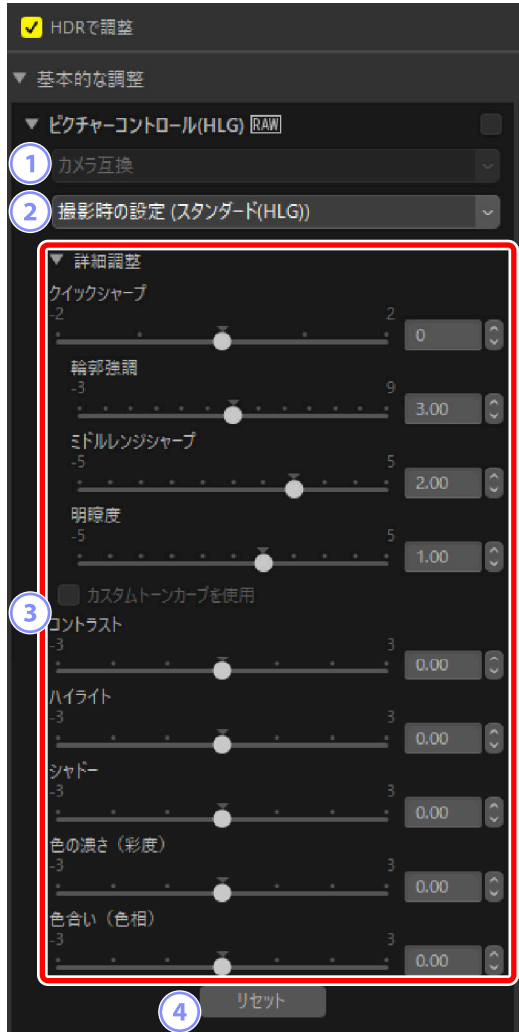 HDRで調整
基本的な調整
ピクチャーコントロール(HLG) RAW
1 カメラ互換
2 撮影時の設定 (スタンダード(HLG))
詳細調整
クイックシャープ
-2 2
0
輪郭強調
-3 9
3.00
ミドルレンジシャープ
-5 5
2.00
明瞭度
-5 5
1.00
カスタムトーンカーブを使用
3
コントラスト
-3 3
0.00
ハイライト
-3 3
0.00
シャドー
-3 3
0.00
色の濃さ（彩度）
-3 3
0.00
色合い（色相）
-3 3
0.00
4 リセット